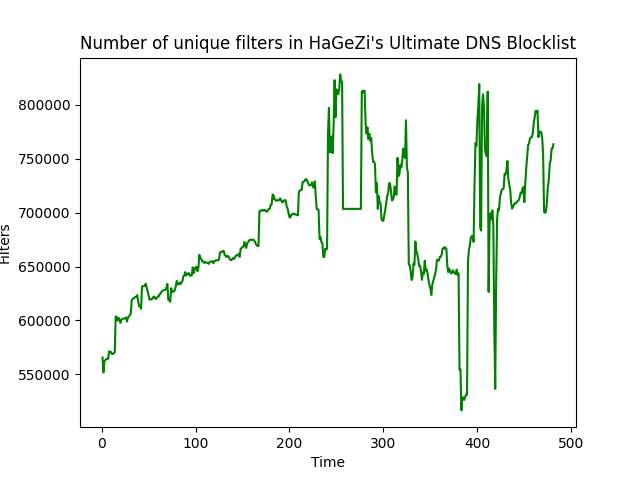 Number of unique filters in HaGeZi's Ultimate DNS Blocklist
800000
750000
700000
650000
600000
550000
Filters
0 100 200 300 400 500
Time